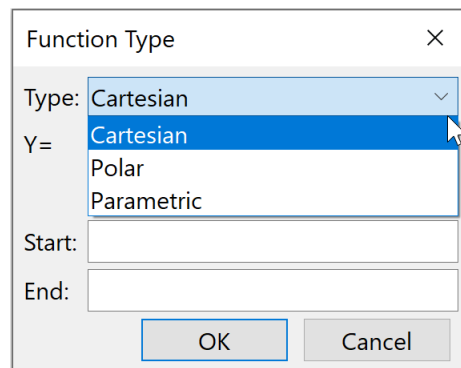 Function Type
Type: Cartesian
Y= Cartesian
Polar
Parametric
Start:
End:
OK Cancel